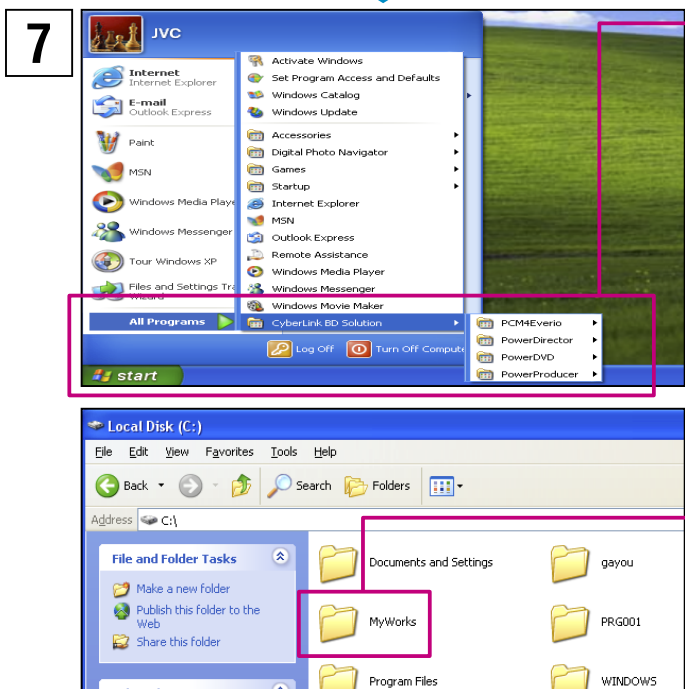 7
JVC
Internet
Internet Explorer
E-mail
Outlook Express
Paint
MSN
Windows Media Playe
Windows Messenger
Tour Windows XP
Files and Settings Tra
Wizard
All Programs
Activate Windows
Set Program Access and Defaults
Windows Catalog
Windows Update
Accessories
Digital Photo Navigator
Games
Startup
Internet Explorer
MSN
Outlook Express
Remote Assistance
Windows Media Player
Windows Messenger
Windows Movie Maker
CyberLink BD Solution
PCM4Everio
PowerDirector
PowerDVD
PowerProducer
Log Off
Turn Off Compute
start
Local Disk (C:)
File Edit View Favorites Tools Help
Back Search Folders
Address C:\
File and Folder Tasks
Make a new folder
Publish this folder to the
Web
Share this folder
Documents and Settings
gayou
MyWorks
PRG001
Program Files
WINDOWS